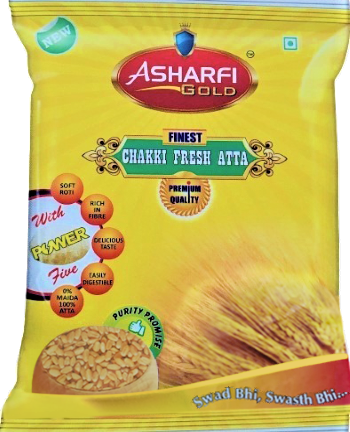 NEW
ASHARFI
GOLD
TM
FINEST
CHAKKI FRESH ATTA
PREMIUM
QUALITY
With
POWER
Five
SOFT
ROTI
RICH
IN
FIBRE
DELICIOUS
TASTE
EASILY
DIGESTIBLE
0%
MAIDA
100%
ATTA
PURITY PROMISE
Swad Bhi, Swasth Bhi...